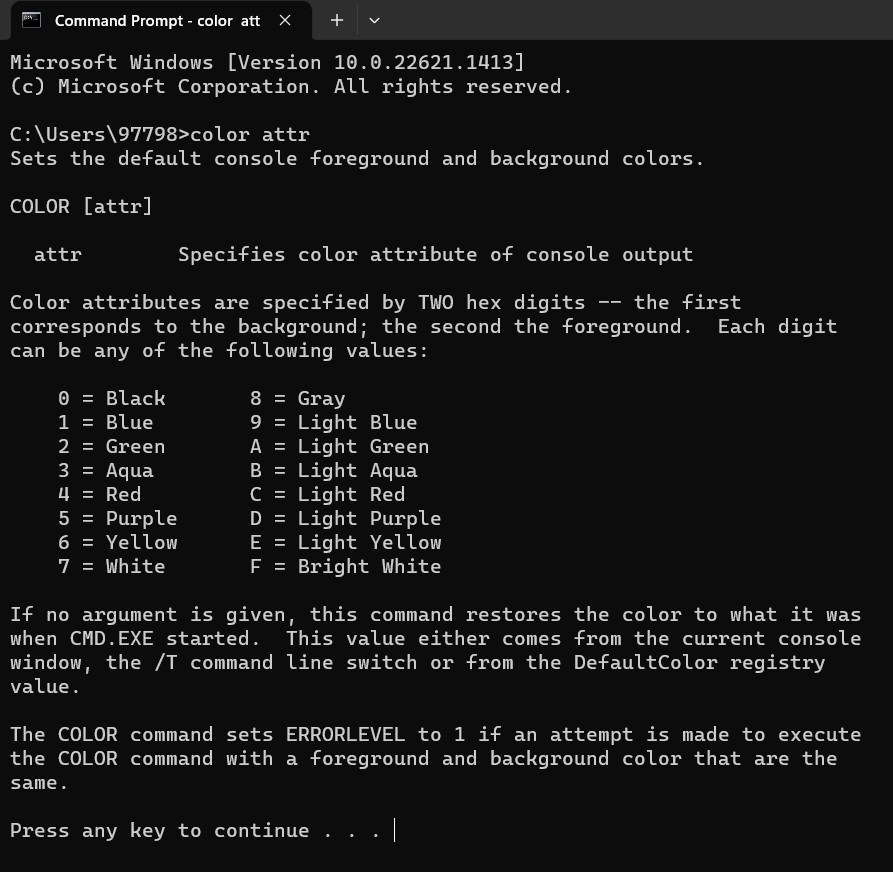 Command Prompt - color  att
Microsoft Windows [Version 10.0.22621.1413]
(c) Microsoft Corporation. All rights reserved.
C:\Users\97798>color attr
Sets the default console foreground and background colors.
COLOR [attr]
  attr        Specifies color attribute of console output
Color attributes are specified by TWO hex digits -- the first
corresponds to the background; the second the foreground.  Each digit
can be any of the following values:
    0 = Black       8 = Gray
    1 = Blue        9 = Light Blue
    2 = Green       A = Light Green
    3 = Aqua        B = Light Aqua
    4 = Red         C = Light Red
    5 = Purple      D = Light Purple
    6 = Yellow      E = Light Yellow
    7 = White       F = Bright White
If no argument is given, this command restores the color to what it was
when CMD.EXE started.  This value either comes from the current console
window, the /T command line switch or from the DefaultColor registry
value.
The COLOR command sets ERRORLEVEL to 1 if an attempt is made to execute
the COLOR command with a foreground and background color that are the
same.
Press any key to continue . . .